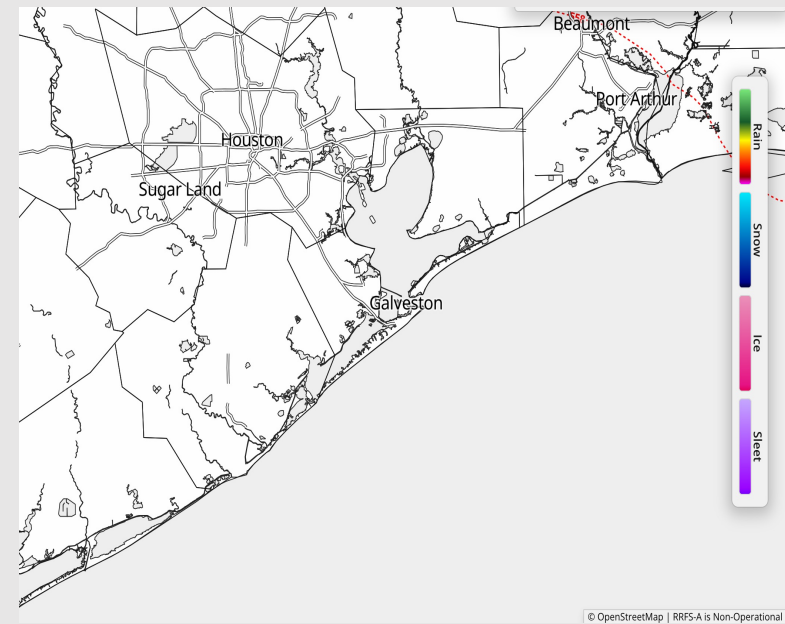 Beaumont
Port Arthur
Houston
Sugar Land
Galveston
Rain
Snow
Ice
Sleet
© OpenStreetMap | RRFS-A is Non-Operational